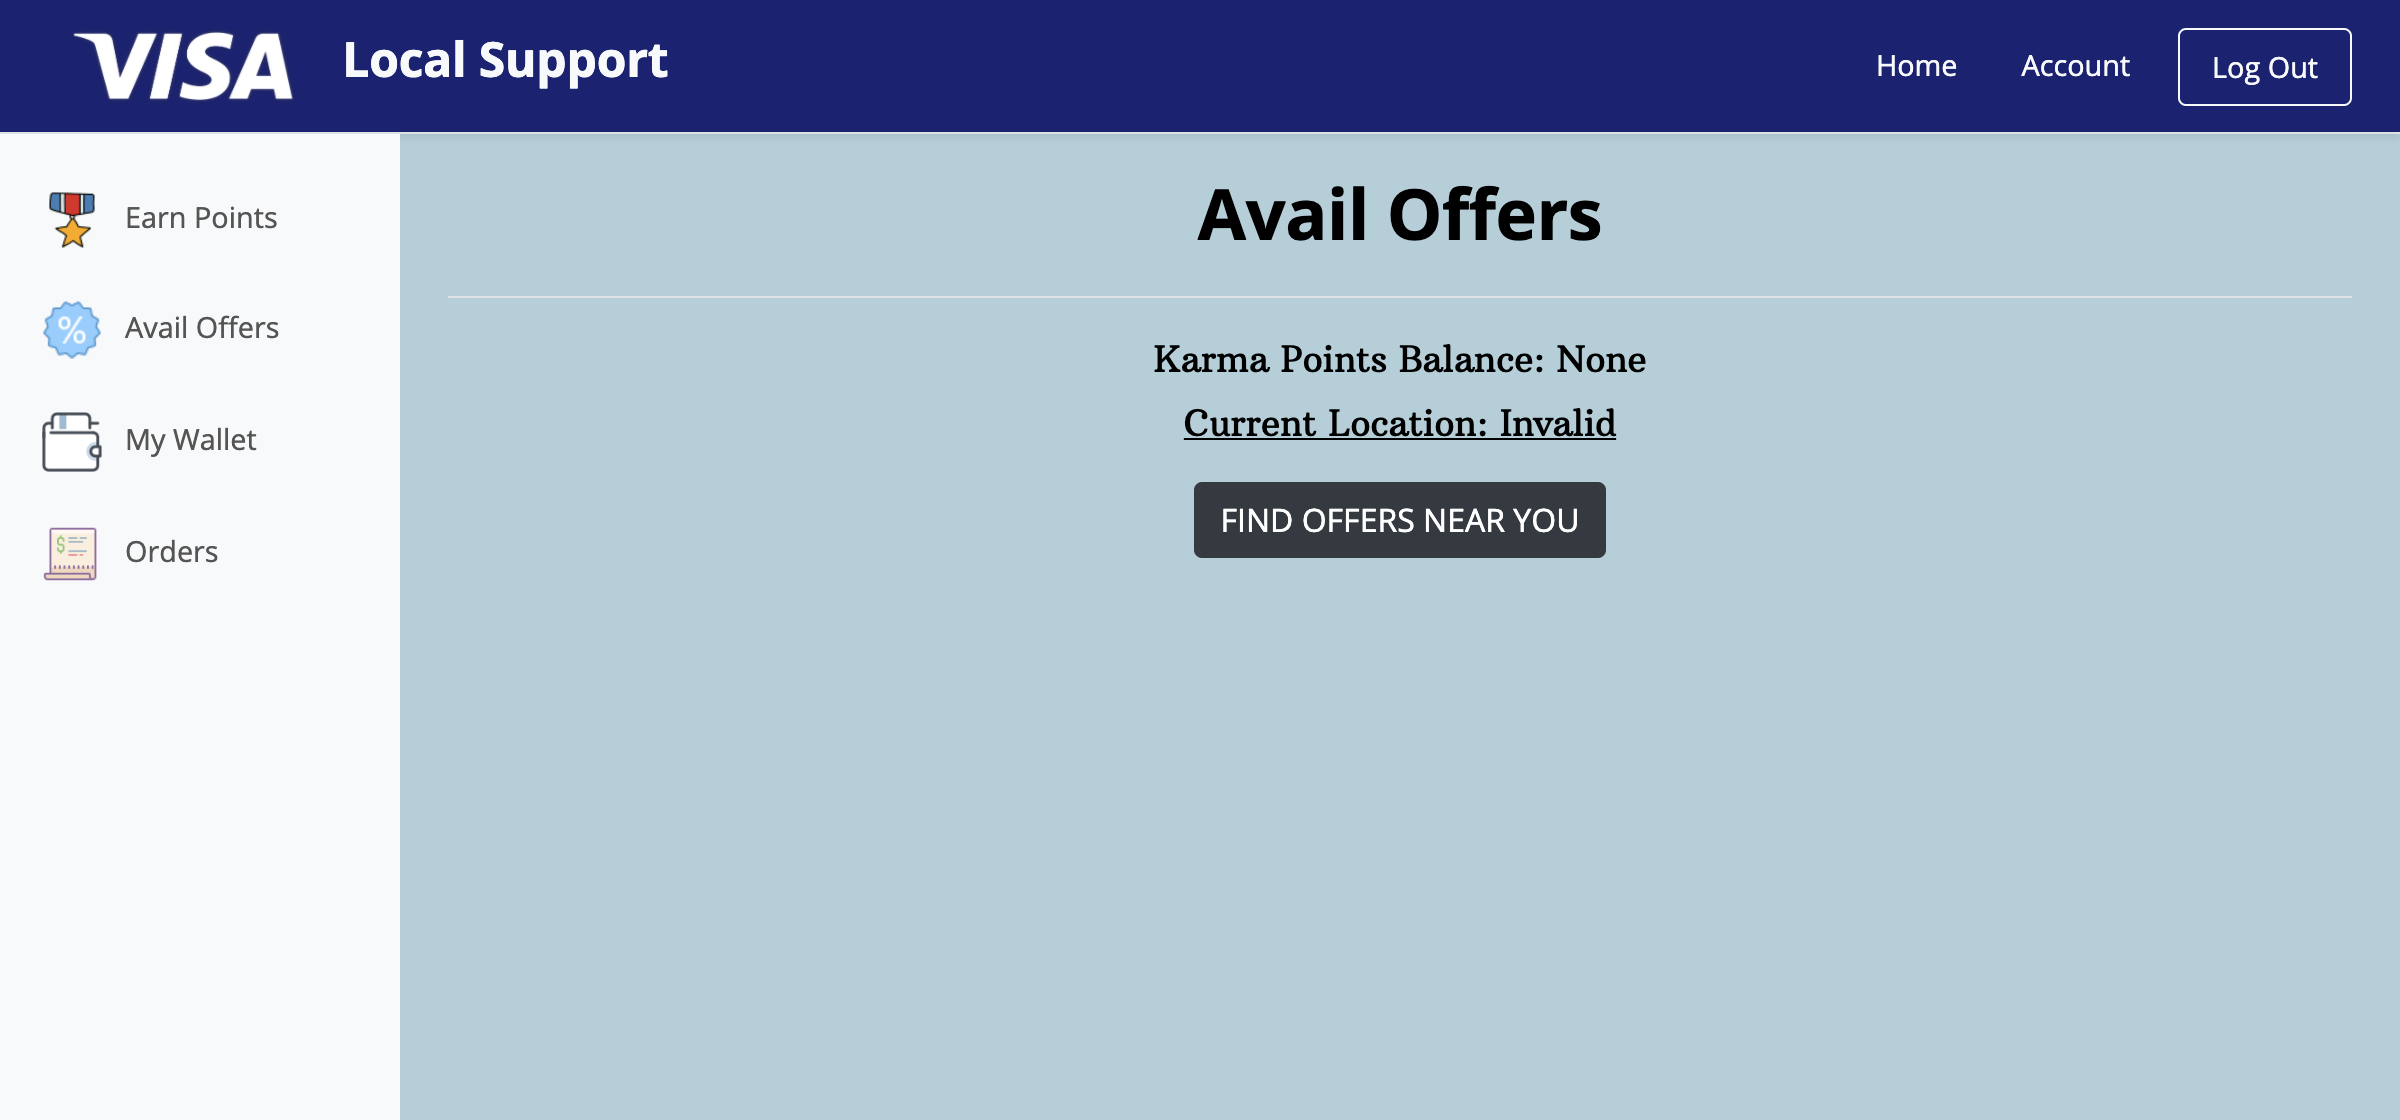 VISA
Local Support
Home
Account
Log Out
Earn Points
Avail Offers
My Wallet
Orders
Avail Offers
Karma Points Balance: None
Current Location: Invalid
FIND OFFERS NEAR YOU
%
$